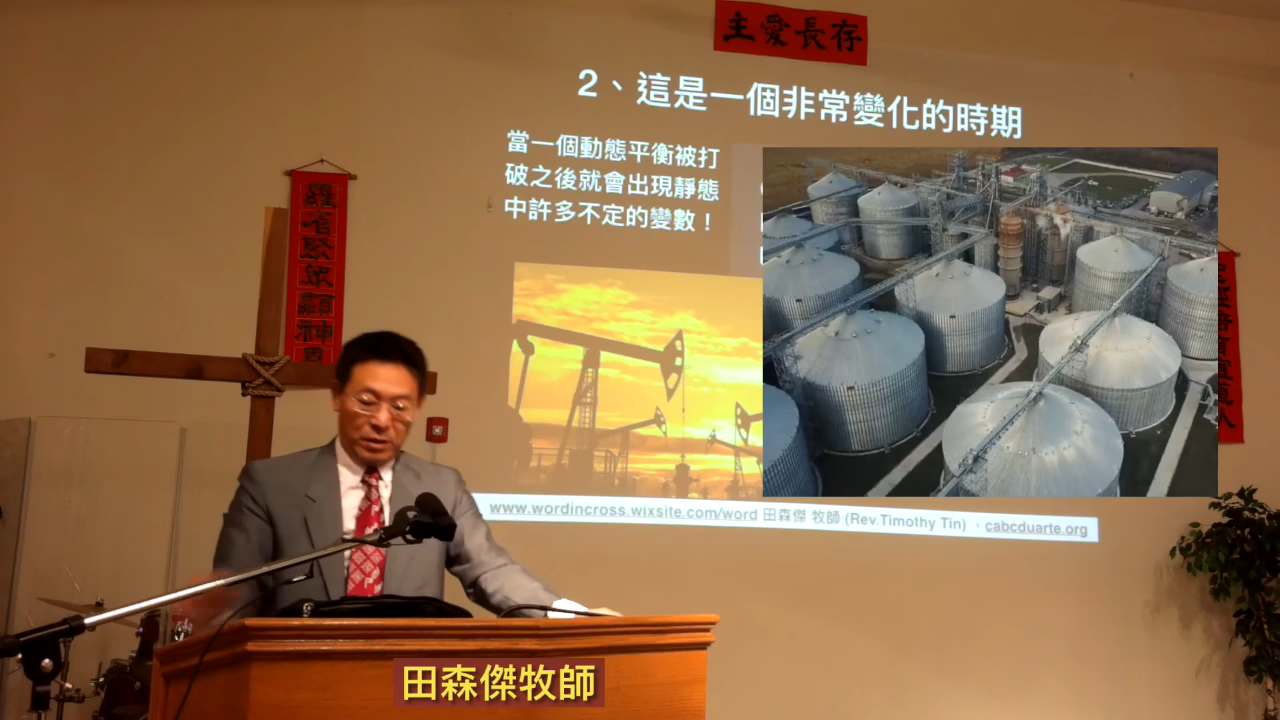 主愛長存
2、這是一個非常變化的時期
當一個動態平衡被打
破之後就會出現靜態
中許多不定的變數！
www.wordincross.wixsite.com/word 田森傑 牧師 (Rev.Timothy Tin) ，cabcduarte.org
田森傑牧師